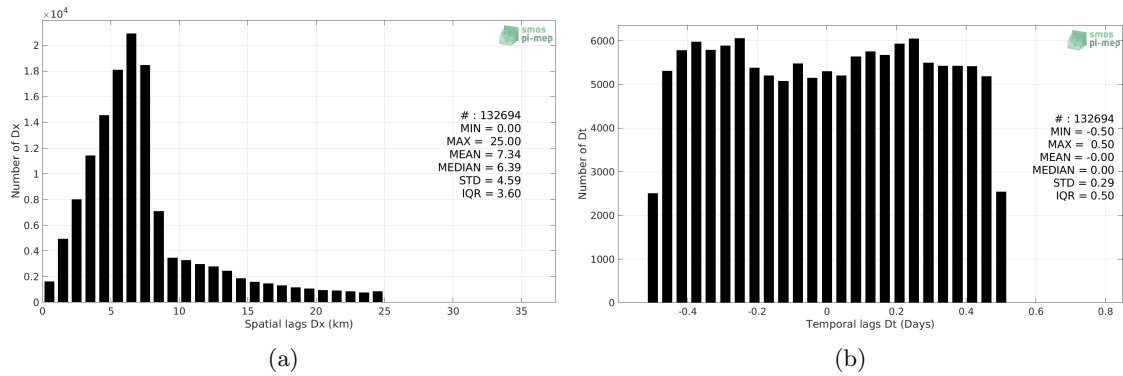 ×10⁴
2
1.8
1.6
1.4
1.2
1
0.8
0.6
0.4
0.2
0
Number of Dx
smos
pi-mep
# : 132694
MIN = 0.00
MAX = 25.00
MEAN = 7.34
MEDIAN = 6.39
STD = 4.59
IQR = 3.60
0 5 10 15 20 25 30 35
Spatial lags Dx (km)
(a)
6000
5000
4000
3000
2000
1000
0
Number of Dt
smos
pi-mep
# : 132694
MIN = -0.50
MAX = 0.50
MEAN = -0.00
MEDIAN = 0.00
STD = 0.29
IQR = 0.50
-0.4 -0.2 0 0.2 0.4 0.6 0.8
Temporal lags Dt (Days)
(b)